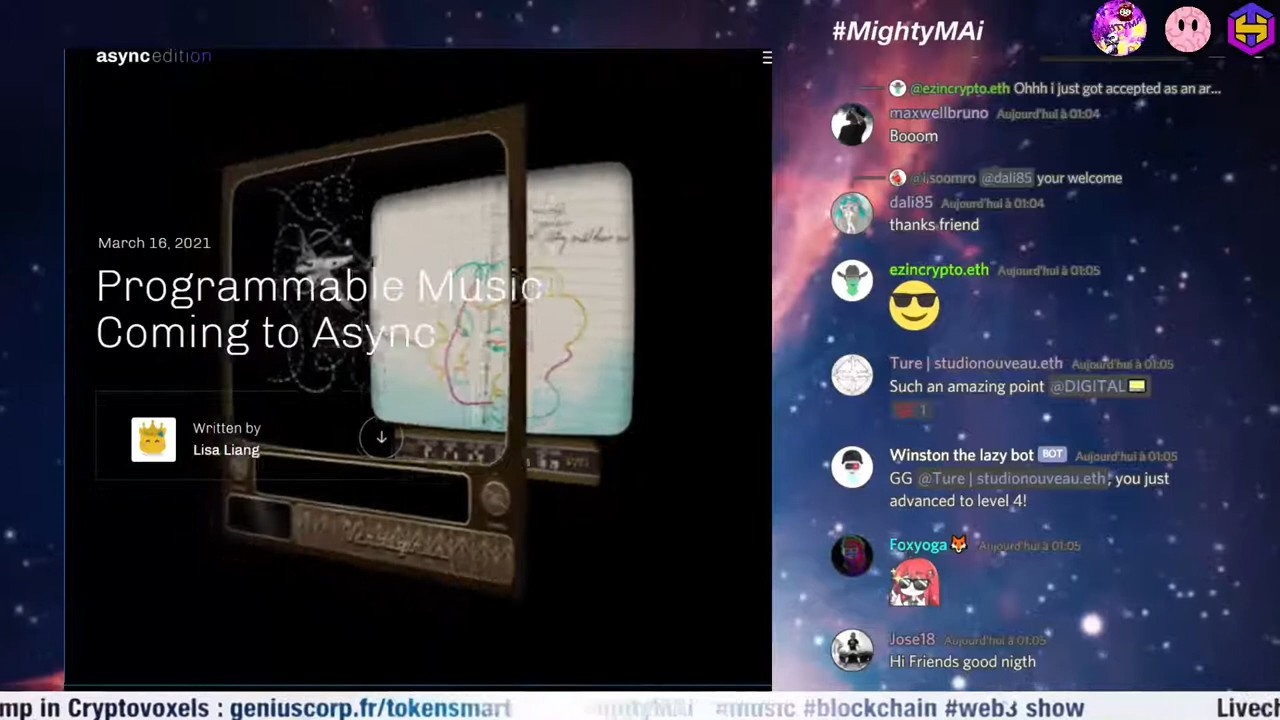 #MightyMAi
asyncedition
March 16, 2021
Programmable Music
Coming to Async
Written by
Lisa Liang
@ezincrypto.eth Ohhh i just got accepted as an ar...
maxwellbruno Aujourd'hui à 01:04
Booom
@i,soomro @dali85 your welcome
dali85 Aujourd'hui à 01:04
thanks friend
ezincrypto.eth Aujourd'hui à 01:05
Ture | studionouveau.eth Aujourd'hui à 01:05
Such an amazing point @DIGITAL
1
Winston the lazy bot BOT Aujourd'hui à 01:05
GG @Ture | studionouveau.eth, you just
advanced to level 4!
Foxyoga Aujourd'hui à 01:05
Jose18 Aujourd'hui à 01:05
Hi Friends good nigth
mp in Cryptovoxels : geniuscorp.fr/tokensmart #MightyMAi #music #blockchain #web3 show Livech